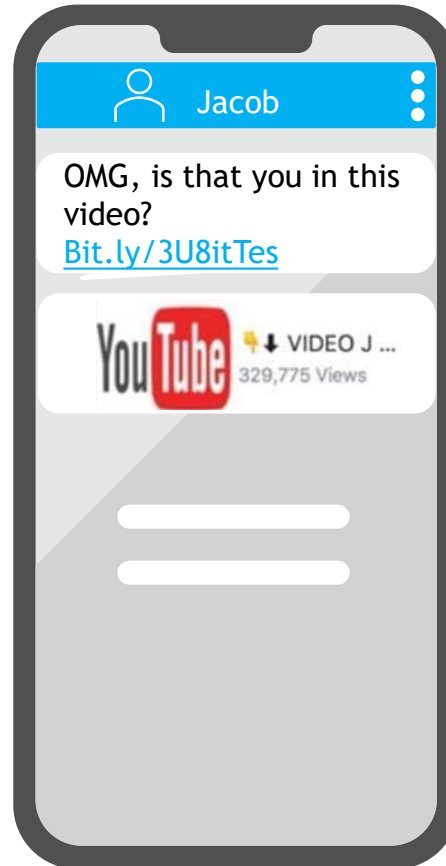 Jacob
OMG, is that you in this
video?
Bit.ly/3U8itTes
YouTube
👇⬇ VIDEO J ...
329,775 Views